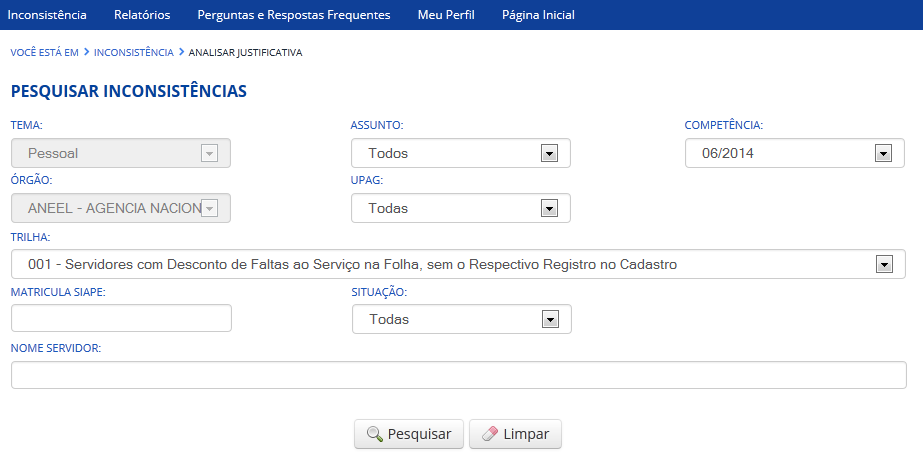 Inconsistência Relatórios Perguntas e Respostas Frequentes Meu Perfil Página Inicial
VOCÊ ESTÁ EM > INCONSISTÊNCIA > ANALISAR JUSTIFICATIVA
PESQUISAR INCONSISTÊNCIAS
TEMA: ASSUNTO: COMPETÊNCIA:
Pessoal Todos 06/2014
ÓRGÃO: UPAG:
ANEEL - AGENCIA NACION Todas
TRILHA:
001 - Servidores com Desconto de Faltas ao Serviço na Folha, sem o Respectivo Registro no Cadastro
MATRICULA SIAPE: SITUAÇÃO:
Todas
NOME SERVIDOR:
Pesquisar Limpar